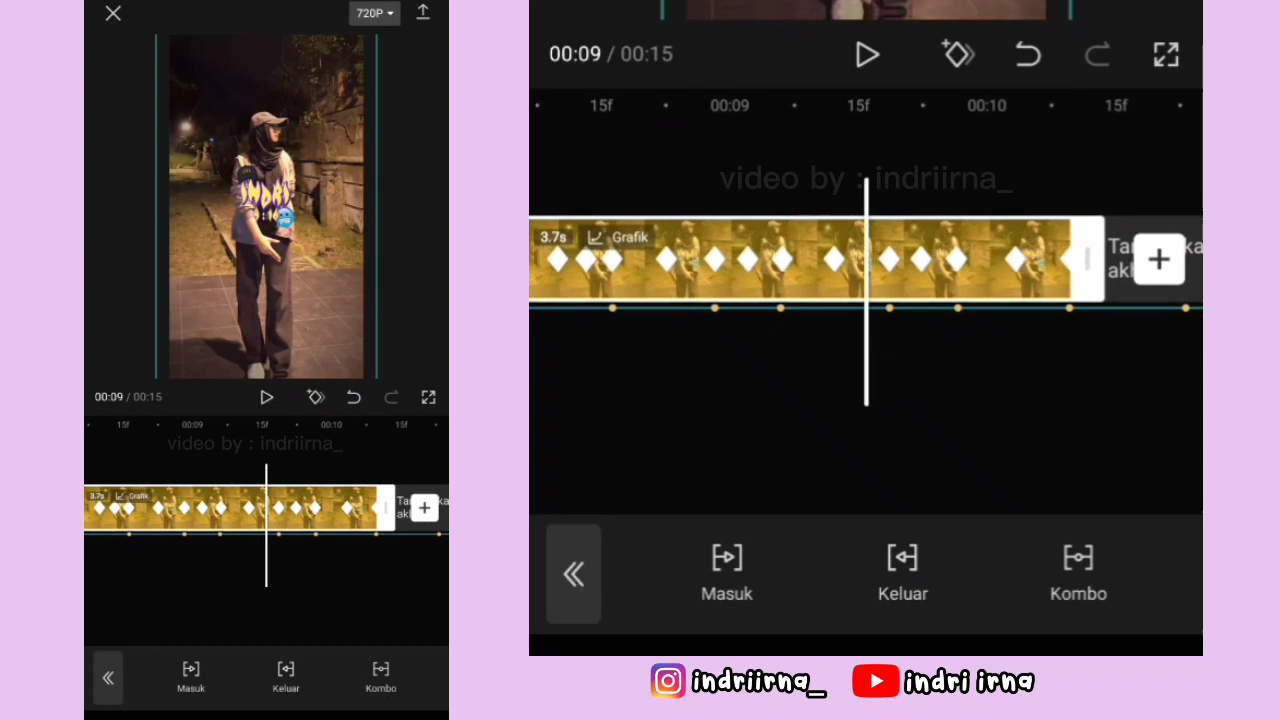 720P
INDRI
00:09 / 00:15
15f 00:09 15f 00:10 15f
video by : indriirna_
3.7s Grafik
Masuk Keluar Kombo
00:09 / 00:15
15f 00:09 15f 00:10 15f
video by : indriirna_
3.7s Grafik
Masuk Keluar Kombo
indriirna_ indri irna